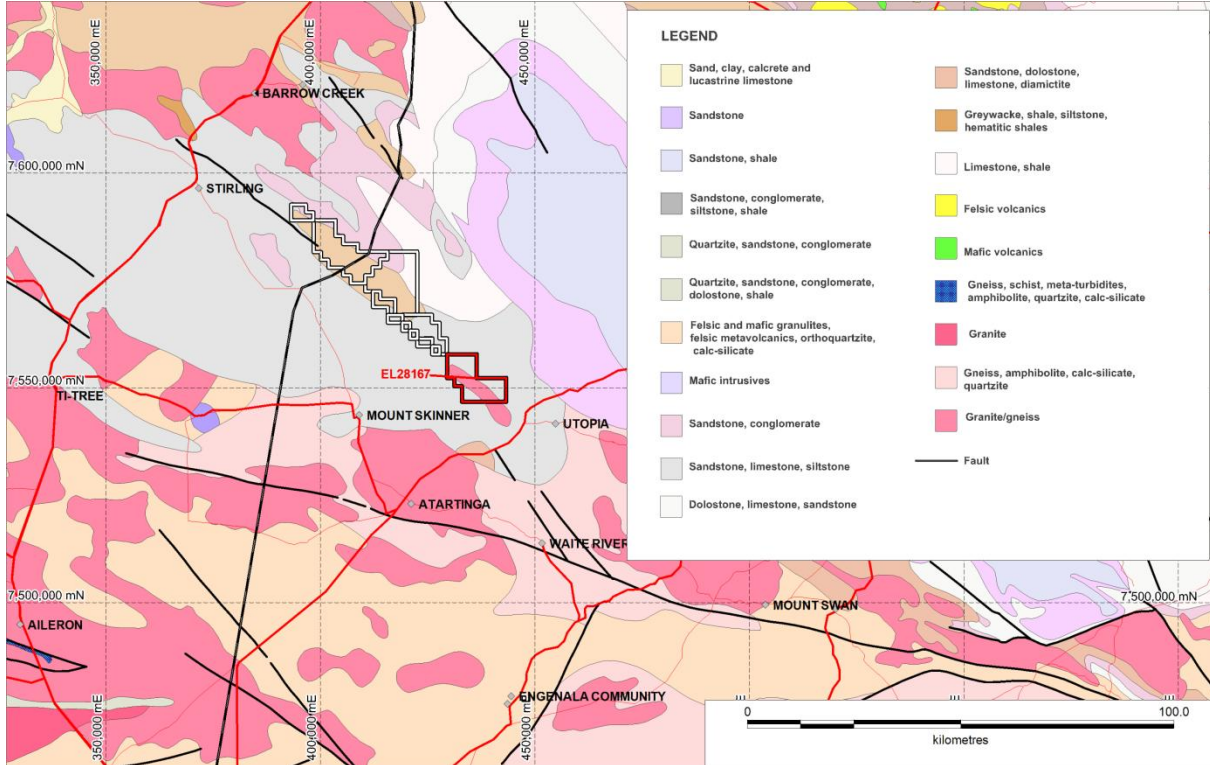 350,000 mE
400,000 mE
450,000 mE
BARROW CREEK
7,600,000 mN
STIRLING
EL28167
7,550,000 mN
TI-TREE
MOUNT SKINNER
UTOPIA
ATARTINGA
WAITE RIVER
7,500,000 mN
7,500,000 mN
MOUNT SWAN
AILERON
ENGENALA COMMUNITY
350,000 mE
400,000 mE
450,000 mE
LEGEND
Sand, clay, calcrete and
lucastrine limestone
Sandstone
Sandstone, shale
Sandstone, conglomerate,
siltstone, shale
Quartzite, sandstone, conglomerate
Quartzite, sandstone, conglomerate,
dolostone, shale
Felsic and mafic granulites,
felsic metavolcanics, orthoquartzite,
calc-silicate
Mafic intrusives
Sandstone, conglomerate
Sandstone, limestone, siltstone
Dolostone, limestone, sandstone
Sandstone, dolostone,
limestone, diamictite
Greywacke, shale, siltstone,
hematitic shales
Limestone, shale
Felsic volcanics
Mafic volcanics
Gneiss, schist, meta-turbidites,
amphibolite, quartzite, calc-silicate
Granite
Gneiss, amphibolite, calc-silicate,
quartzite
Granite/gneiss
Fault
0
100.0
kilometres